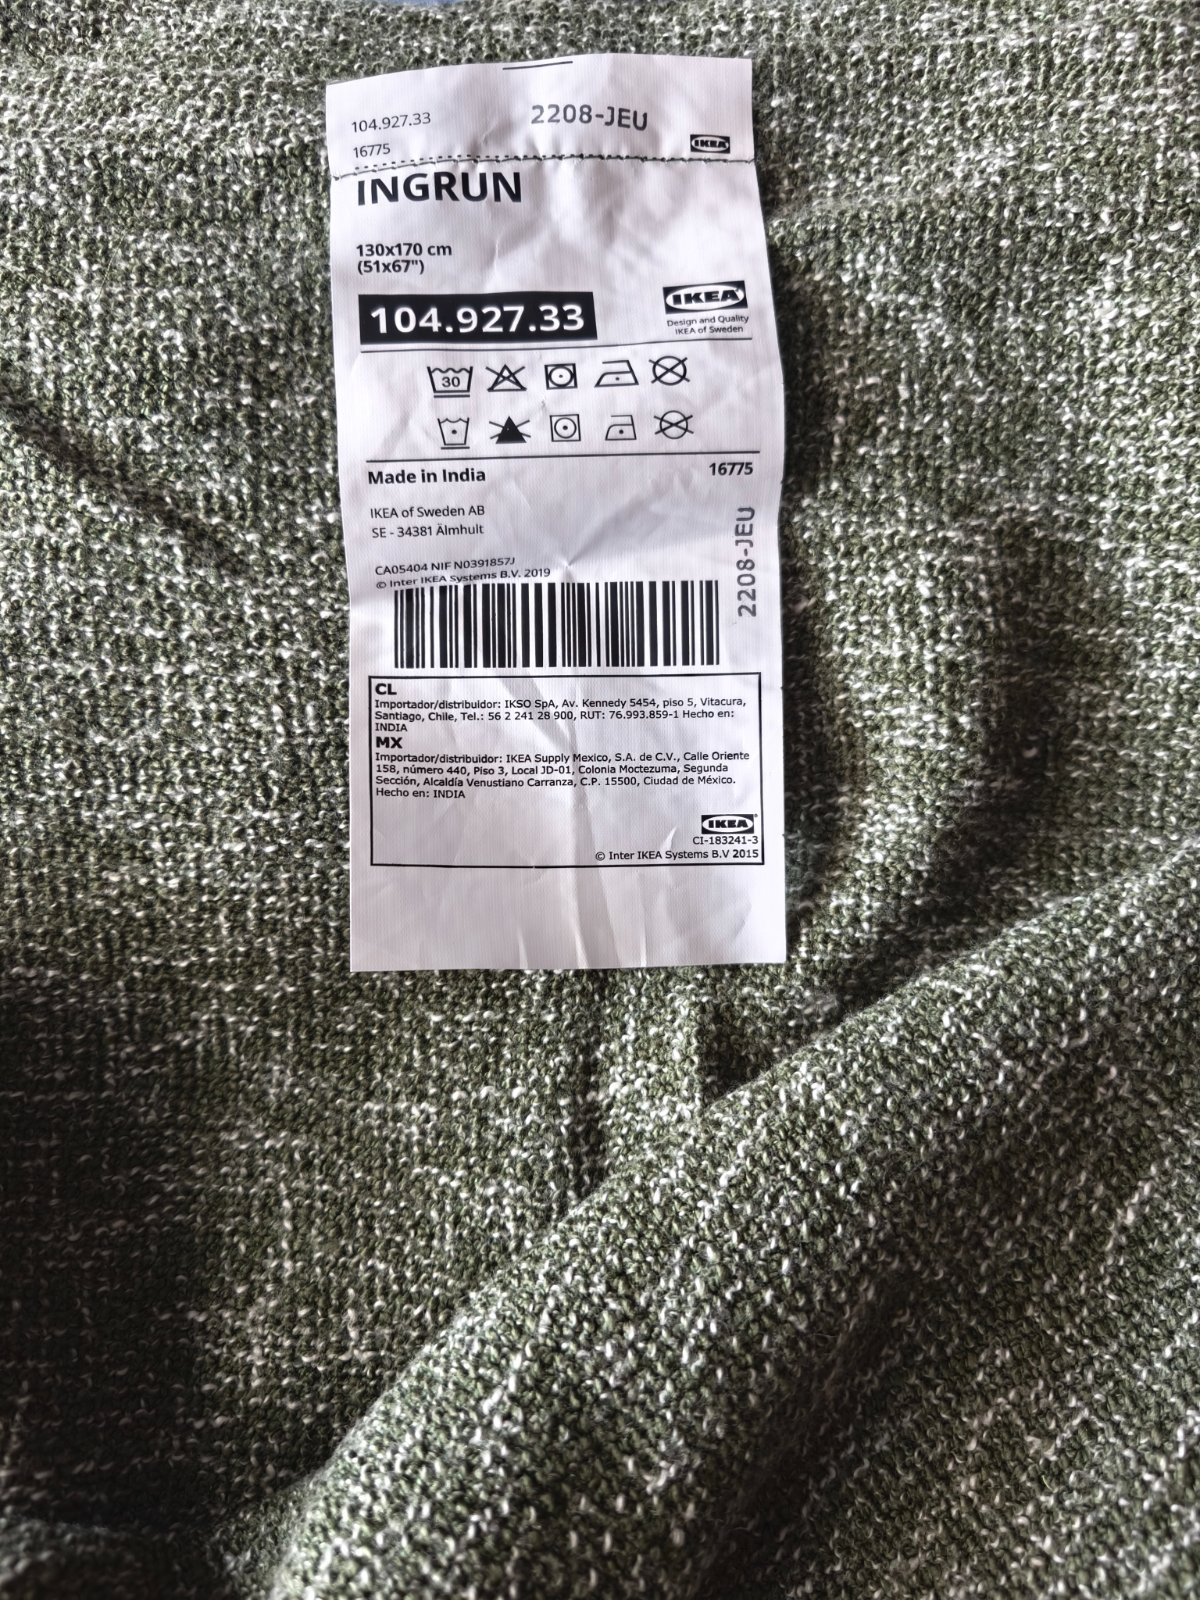 104.927.33
2208-JEU
16775
IKEA
INGRUN
130x170 cm
(51x67")
104.927.33
IKEA
Design and Quality
IKEA of Sweden
30
Made in India
16775
IKEA of Sweden AB
SE - 34381 Älmhult
2208-JEU
CA05404 NIF N0391857J
© Inter IKEA Systems B.V. 2019
CL
Importador/distribuidor: IKSO SpA, Av. Kennedy 5454, piso 5, Vitacura,
Santiago, Chile, Tel.: 56 2 241 28 900, RUT: 76.993.859-1 Hecho en:
INDIA
MX
Importador/distribuidor: IKEA Supply Mexico, S.A. de C.V., Calle Oriente
158, número 440, Piso 3, Local JD-01, Colonia Moctezuma, Segunda
Sección, Alcaldía Venustiano Carranza, C.P. 15500, Ciudad de México.
Hecho en: INDIA
IKEA
CI-183241-3
© Inter IKEA Systems B.V 2015